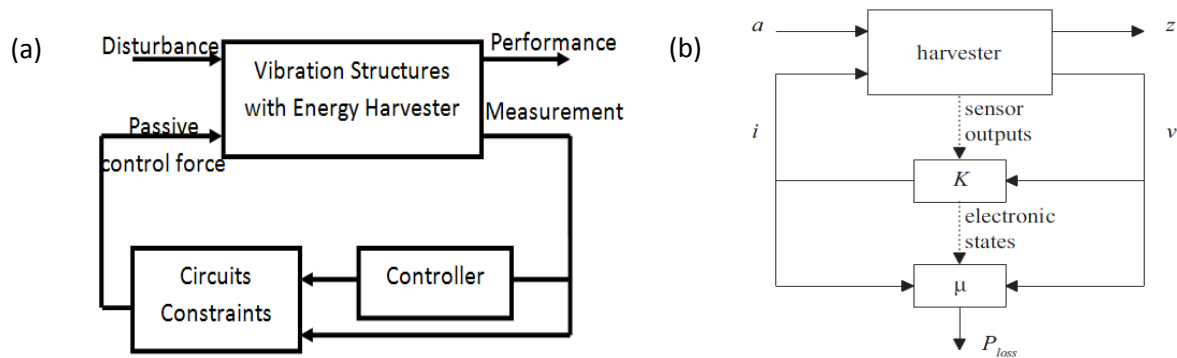 (a)
Disturbance
Performance
Vibration Structures
with Energy Harvester
Measurement
Passive
control force
Circuits
Constraints
Controller
(b)
a
harvester
z
sensor
outputs
i
v
K
electronic
states
μ
P_loss